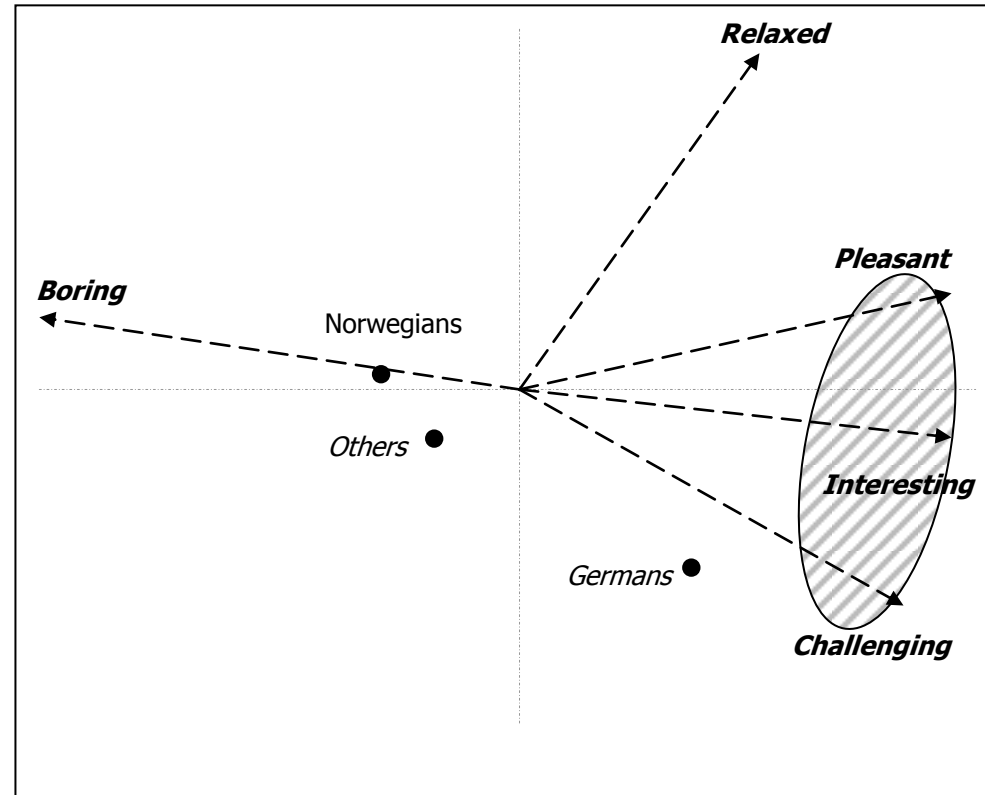 Relaxed
Pleasant
Boring
Norwegians
Others
Interesting
Germans
Challenging